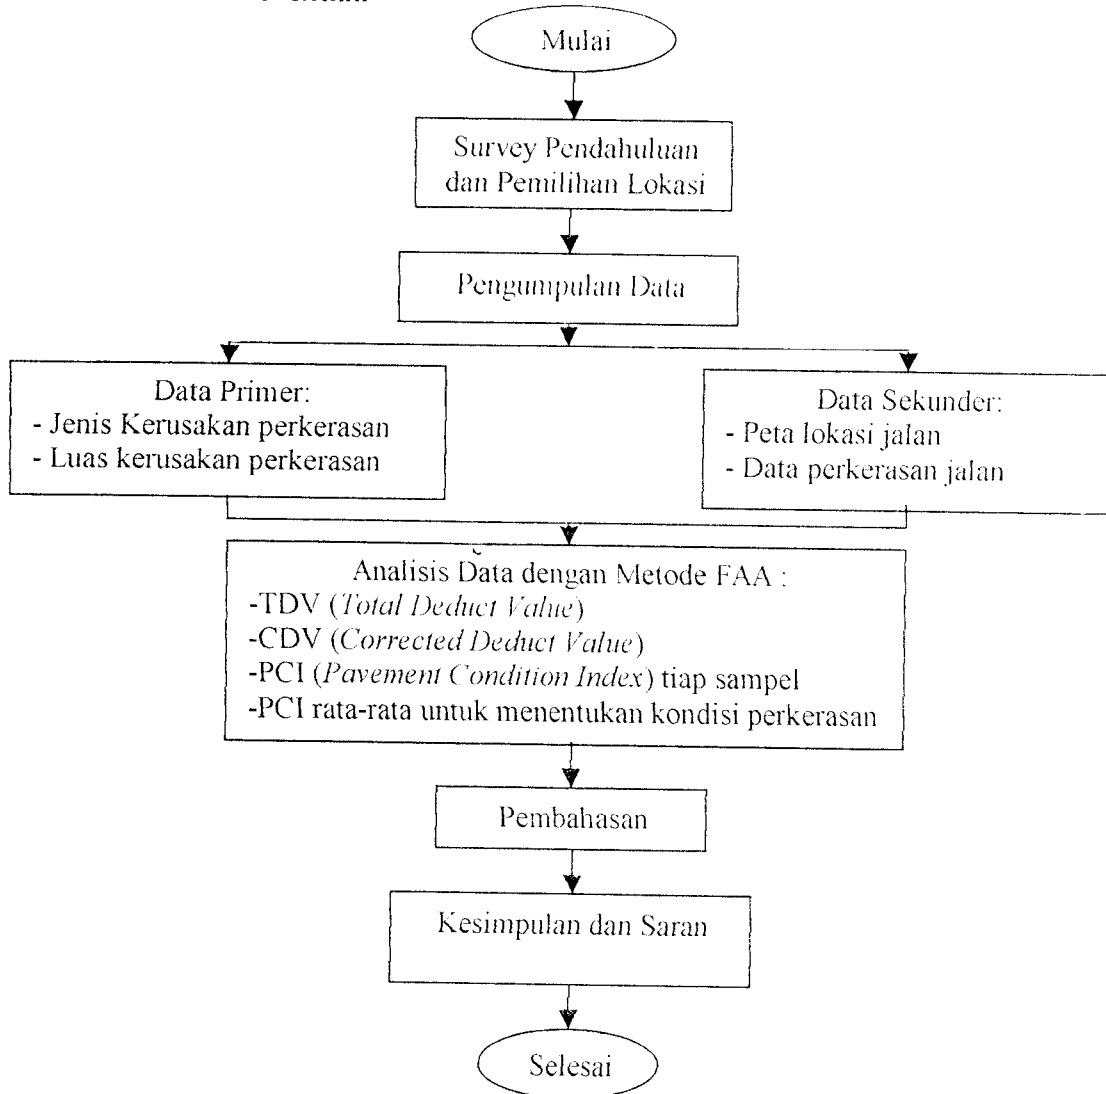 Mulai
Survey Pendahuluan
dan Pemilihan Lokasi
Pengumpulan Data
Data Primer:
- Jenis Kerusakan perkerasan
- Luas kerusakan perkerasan
Data Sekunder:
- Peta lokasi jalan
- Data perkerasan jalan
Analisis Data dengan Metode FAA :
-TDV (Total Deduct Value)
-CDV (Corrected Deduct Value)
-PCI (Pavement Condition Index) tiap sampel
-PCI rata-rata untuk menentukan kondisi perkerasan
Pembahasan
Kesimpulan dan Saran
Selesai